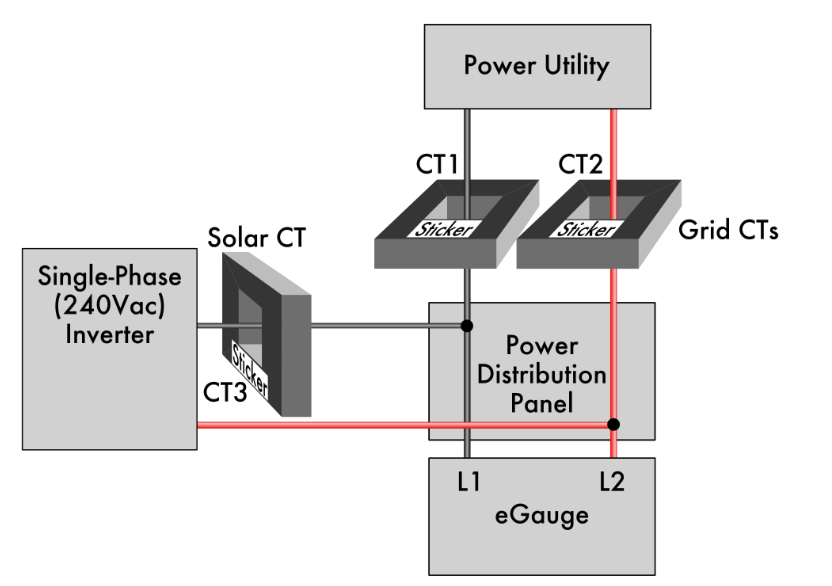 Power Utility
CT1
CT2
Sticker
Sticker
Grid CTs
Solar CT
Single-Phase
(240Vac)
Inverter
Sticker
CT3
Power
Distribution
Panel
L1
L2
eGauge